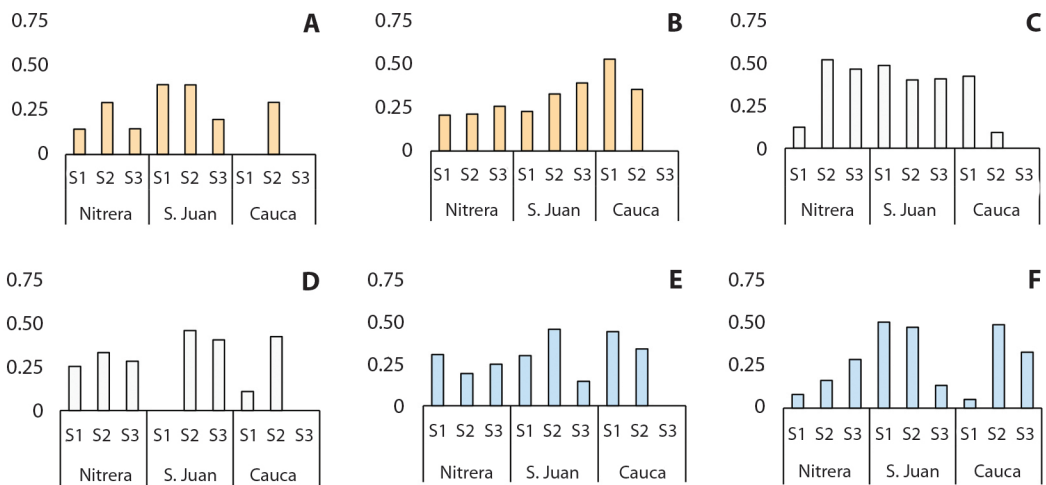 0.75 A
0.50
0.25
0
S1 S2 S3 S1 S2 S3 S1 S2 S3
Nitrera S. Juan Cauca
0.75 B
0.50
0.25
0
S1 S2 S3 S1 S2 S3 S1 S2 S3
Nitrera S. Juan Cauca
0.75 C
0.50
0.25
0
S1 S2 S3 S1 S2 S3 S1 S2 S3
Nitrera S. Juan Cauca
0.75 D
0.50
0.25
0
S1 S2 S3 S1 S2 S3 S1 S2 S3
Nitrera S. Juan Cauca
0.75 E
0.50
0.25
0
S1 S2 S3 S1 S2 S3 S1 S2 S3
Nitrera S. Juan Cauca
0.75 F
0.50
0.25
0
S1 S2 S3 S1 S2 S3 S1 S2 S3
Nitrera S. Juan Cauca